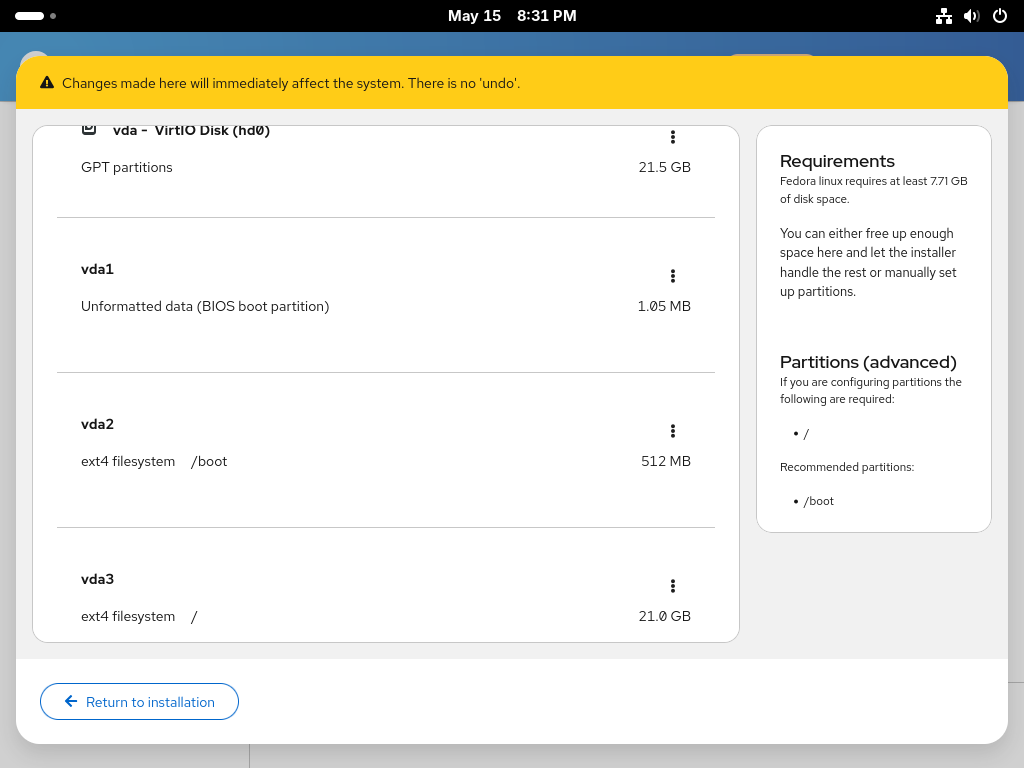 May 15 8:31 PM
Changes made here will immediately affect the system. There is no 'undo'.
vda - VirtIO Disk (hd0)
GPT partitions 21.5 GB
vda1
Unformatted data (BIOS boot partition) 1.05 MB
vda2
ext4 filesystem /boot 512 MB
vda3
ext4 filesystem / 21.0 GB
Requirements
Fedora linux requires at least 7.71 GB
of disk space.
You can either free up enough
space here and let the installer
handle the rest or manually set
up partitions.
Partitions (advanced)
If you are configuring partitions the
following are required:
• /
Recommended partitions:
• /boot
Return to installation